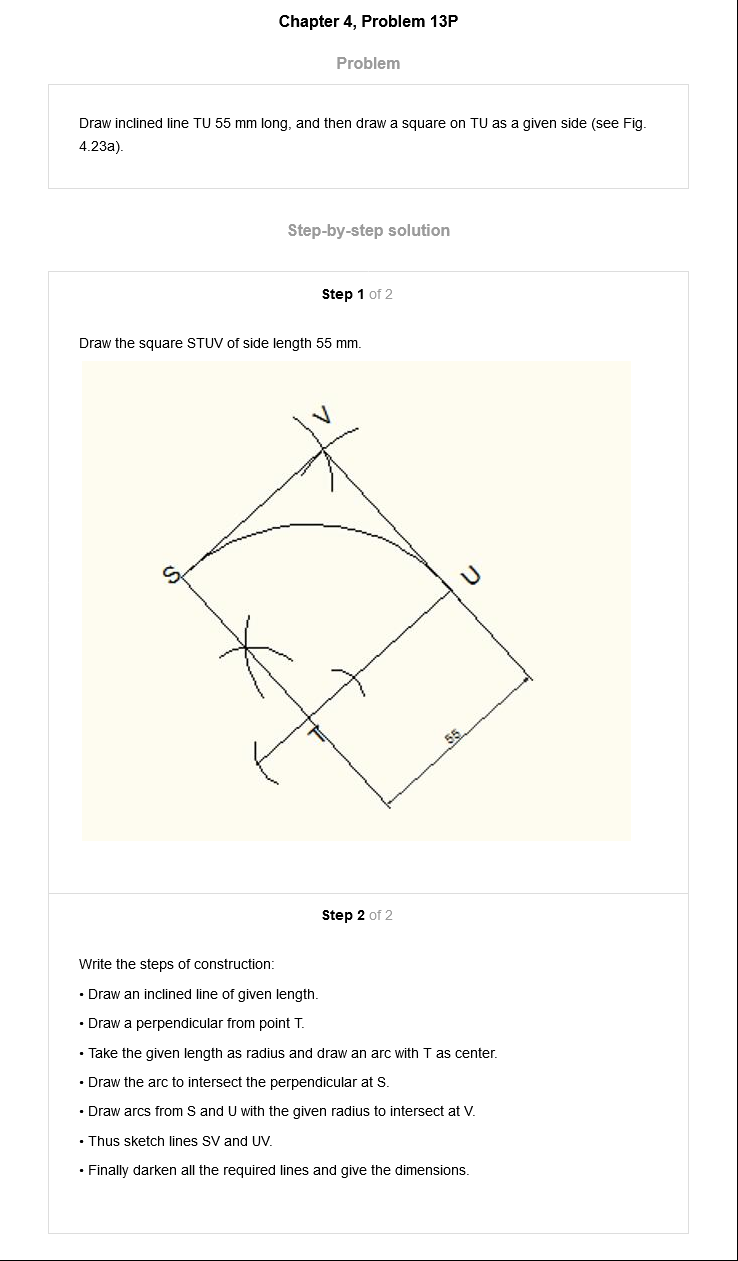 Chapter 4, Problem 13P
Problem
Draw inclined line TU 55 mm long, and then draw a square on TU as a given side (see Fig.
4.23a).
Step-by-step solution
Step 1 of 2
Draw the square STUV of side length 55 mm.
V
S
U
T
55
Step 2 of 2
Write the steps of construction:
• Draw an inclined line of given length.
• Draw a perpendicular from point T.
• Take the given length as radius and draw an arc with T as center.
• Draw the arc to intersect the perpendicular at S.
• Draw arcs from S and U with the given radius to intersect at V.
• Thus sketch lines SV and UV.
• Finally darken all the required lines and give the dimensions.